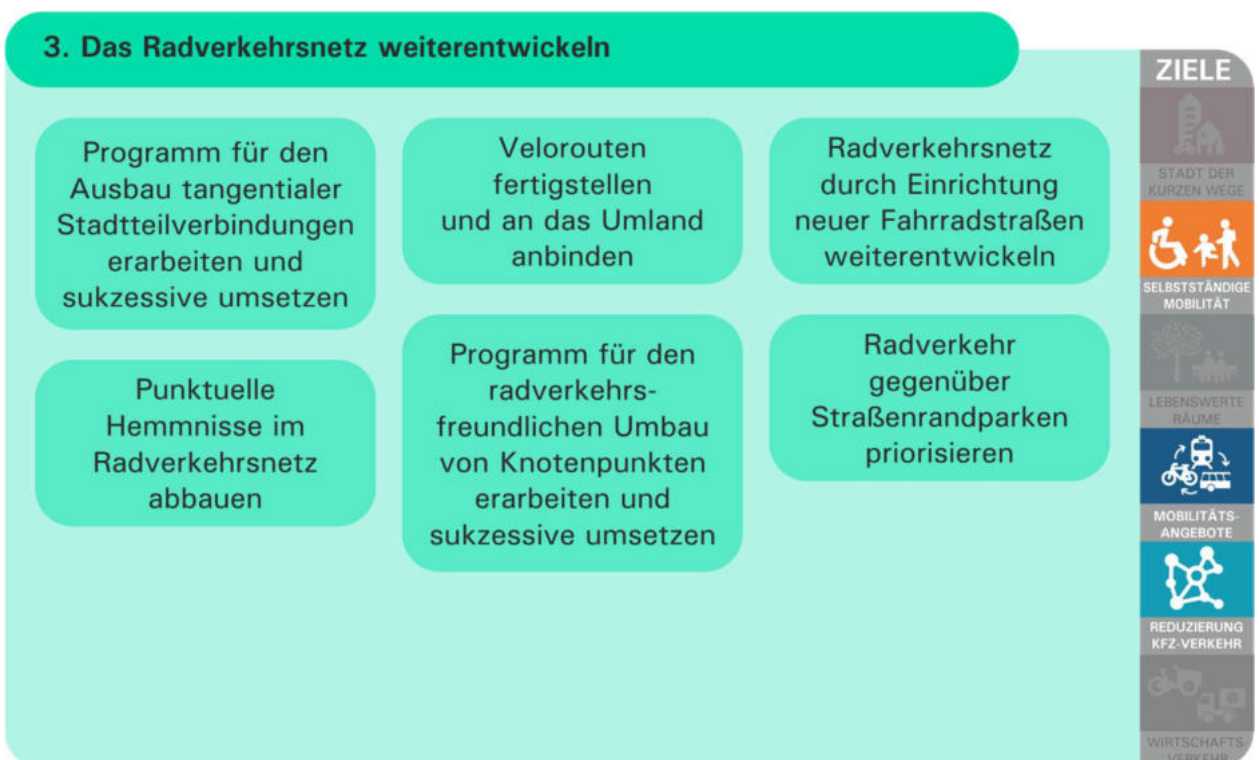 3. Das Radverkehrsnetz weiterentwickeln
Programm für den
Ausbau tangentialer
Stadtteilverbindungen
erarbeiten und
sukzessive umsetzen
Velorouten
fertigstellen
und an das Umland
anbinden
Radverkehrsnetz
durch Einrichtung
neuer Fahrradstraßen
weiterentwickeln
Punktuelle
Hemmnisse im
Radverkehrsnetz
abbauen
Programm für den
radverkehrs-
freundlichen Umbau
von Knotenpunkten
erarbeiten und
sukzessive umsetzen
Radverkehr
gegenüber
Straßenrandparken
priorisieren
ZIELE
STADT DER
KURZEN WEGE
SELBSTSTÄNDIGE
MOBILITÄT
LEBENSWERTE
RÄUME
MOBILITÄTS-
ANGEBOTE
REDUZIERUNG
KFZ-VERKEHR
WIRTSCHAFTS-
VERKEHR